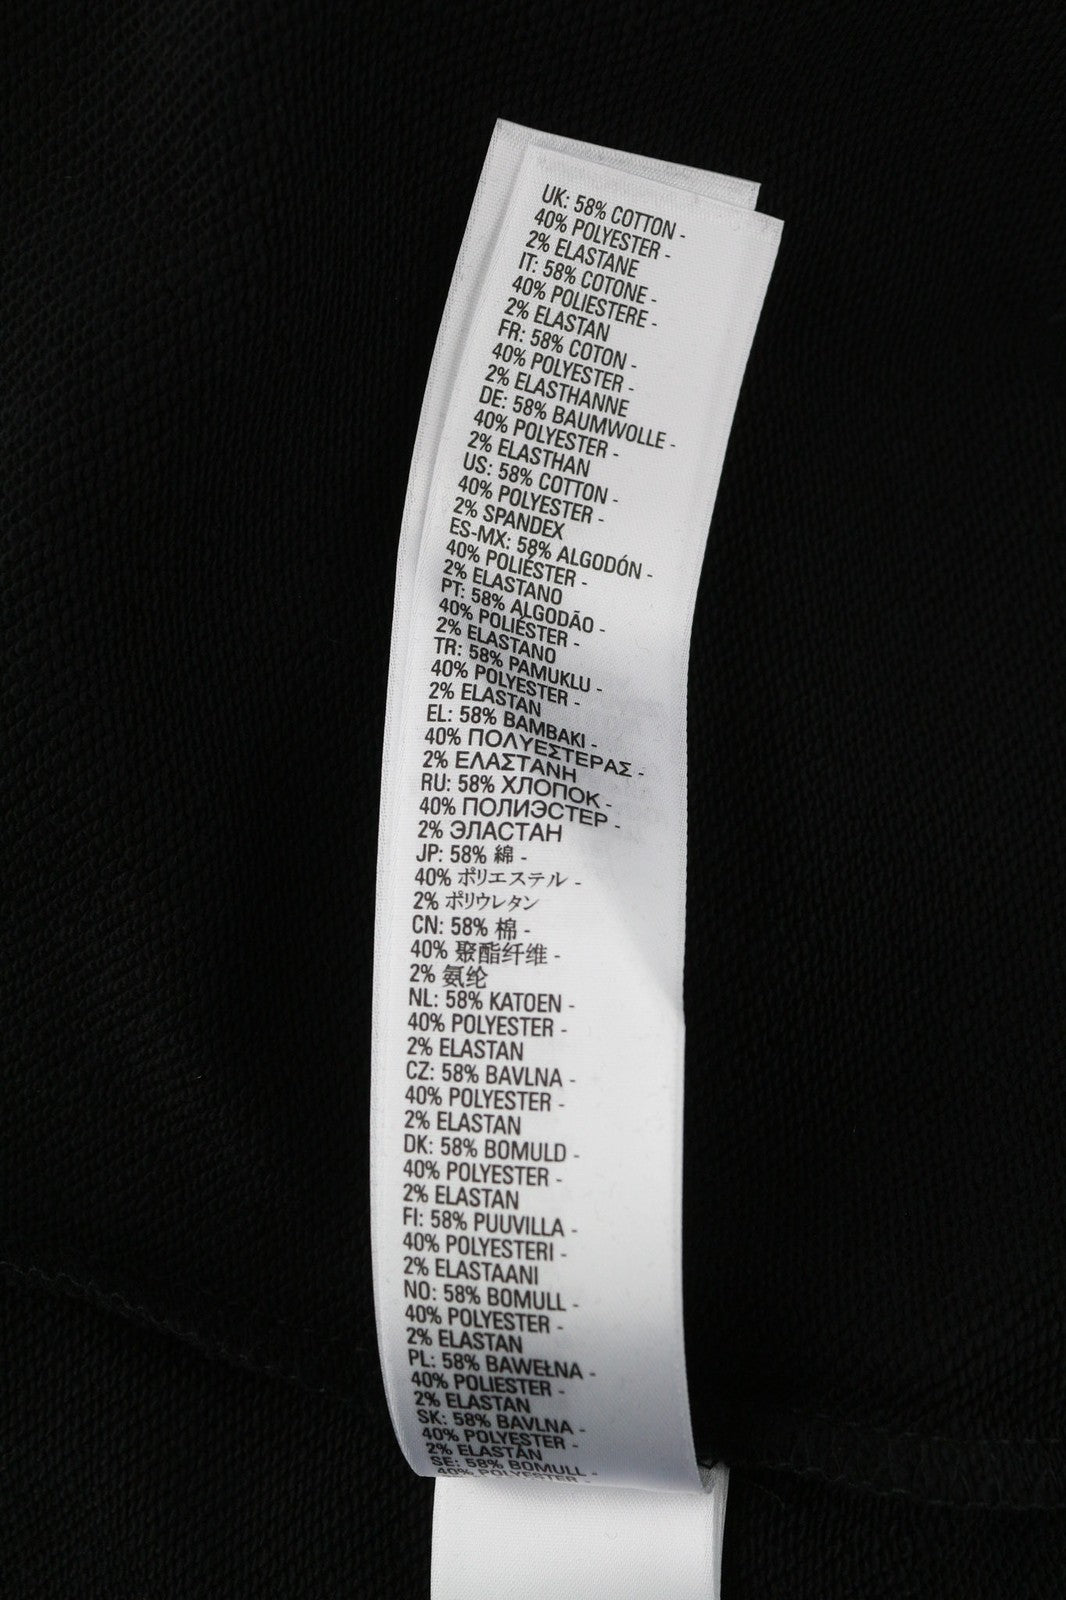 UK: 58% COTTON -
40% POLYESTER -
2% ELASTANE
IT: 58% COTONE -
40% POLIESTERE -
2% ELASTAN
FR: 58% COTON -
40% POLYESTER -
2% ELASTHANNE
DE: 58% BAUMWOLLE -
40% POLYESTER -
2% ELASTHAN
US: 58% COTTON -
40% POLYESTER -
2% SPANDEX
ES-MX: 58% ALGODÓN -
40% POLIÉSTER -
2% ELASTANO
PT: 58% ALGODÃO -
40% POLIÉSTER -
2% ELASTANO
TR: 58% PAMUKLU -
40% POLYESTER -
2% ELASTAN
EL: 58% ΒΑΜΒΑΚΙ -
40% ΠΟΛΥΕΣΤΕΡΑΣ -
2% ΕΛΑΣΤΑΝΗ
RU: 58% ХЛОПОК -
40% ПОЛИЭСТЕР -
2% ЭЛАСТАН
JP: 58% 綿 -
40% ポリエステル -
2% ポリウレタン
CN: 58% 棉 -
40% 聚酯纤维 -
2% 氨纶
NL: 58% KATOEN -
40% POLYESTER -
2% ELASTAN
CZ: 58% BAVLNA -
40% POLYESTER -
2% ELASTAN
DK: 58% BOMULD -
40% POLYESTER -
2% ELASTAN
FI: 58% PUUVILLA -
40% POLYESTERI -
2% ELASTAANI
NO: 58% BOMULL -
40% POLYESTER -
2% ELASTAN
PL: 58% BAWEŁNA -
40% POLIESTER -
2% ELASTAN
SK: 58% BAVLNA -
40% POLYESTER -
2% ELASTAN
SE: 58% BOMULL -
40% POLYESTER -